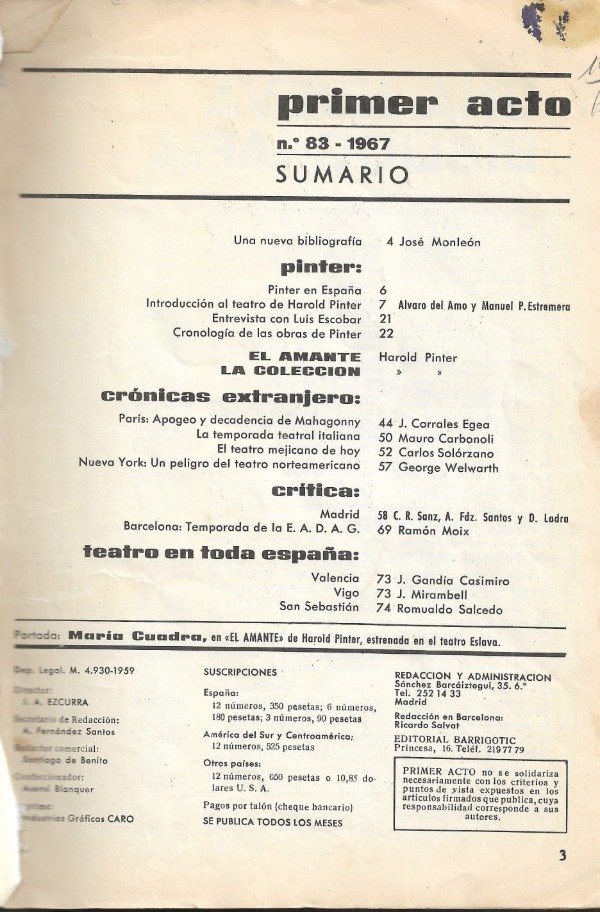 primer acto
n.° 83 - 1967
SUMARIO
Una nueva bibliografía 4 José Monleón
pinter:
Pinter en España 6
Introducción al teatro de Harold Pinter 7 Alvaro del Amo y Manuel P. Estremera
Entrevista con Luis Escobar 21
Cronología de las obras de Pinter 22
EL AMANTE Harold Pinter
LA COLECCION » »
crónicas extranjero:
París: Apogeo y decadencia de Mahagonny 44 J. Corrales Egea
La temporada teatral italiana 50 Mauro Carbonoli
El teatro mejicano de hoy 52 Carlos Solórzano
Nueva York: Un peligro del teatro norteamericano 57 George Welwarth
crítica:
Madrid 58 C. R. Sanz, A. Fdz. Santos y D. Ladra
Barcelona: Temporada de la E. A. D. A. G. 69 Ramón Moix
teatro en toda españa:
Valencia 73 J. Gandía Casimiro
Vigo 73 J. Mirambell
San Sebastián 74 Romualdo Salcedo
Portada: María Cuadra, en «EL AMANTE» de Harold Pinter, estrenada en el teatro Eslava.
Dep. Legal: M. 4.930-1959
Director:
J. A. EZCURRA
Secretario de Redacción:
A. Fernández Santos
Redactor comercial:
Santiago de Benito
Confeccionador:
Asensi Blanquer
Imprime:
Industrias Gráficas CARO
SUSCRIPCIONES
España:
12 números, 350 pesetas; 6 números,
180 pesetas; 3 números, 90 pesetas
América del Sur y Centroamérica;
12 números, 525 pesetas
Otros países:
12 números, 650 pesetas o 10,85 do-
lares U. S. A.
Pagos por talón (cheque bancario)
SE PUBLICA TODOS LOS MESES
REDACCION Y ADMINISTRACION
Sánchez Barcáiztegui, 35. 6.°
Tel. 252 14 33
Madrid
Redacción en Barcelona:
Ricardo Salvat
EDITORIAL BARRIGOTIC
Princesa, 16. Teléf. 219 77 79
PRIMER ACTO no se solidariza
necesariamente con los criterios y
puntos de vista expuestos en los
artículos firmados que publica, cuya
responsabilidad corresponde a sus
autores.
3